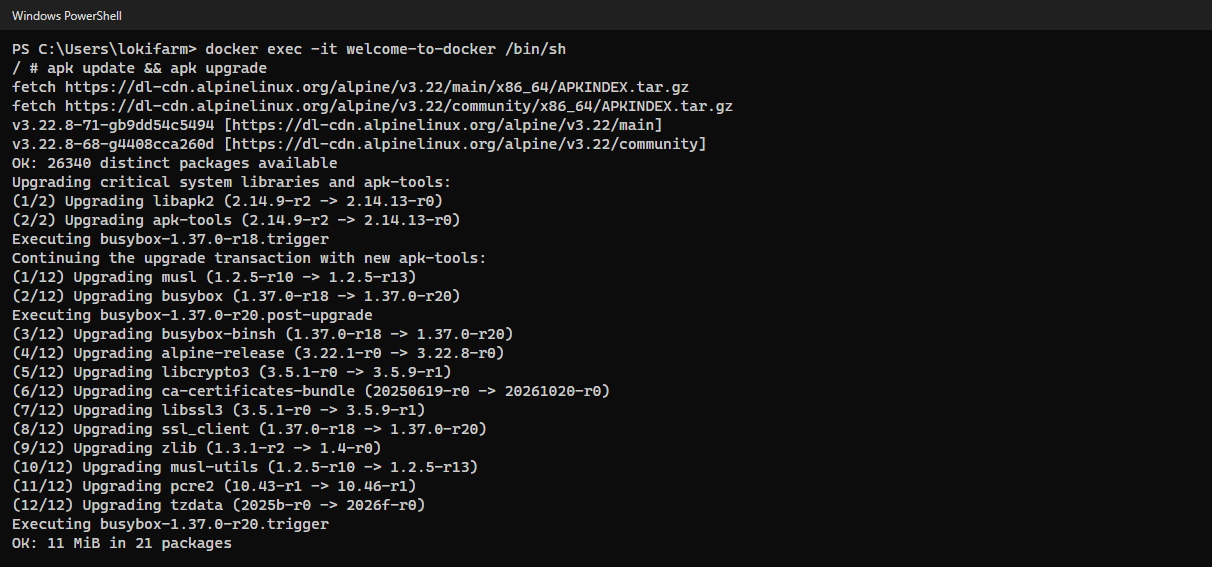 Windows PowerShell
PS C:\Users\lokifarm> docker exec -it welcome-to-docker /bin/sh
/ # apk update && apk upgrade
fetch https://dl-cdn.alpinelinux.org/alpine/v3.22/main/x86_64/APKINDEX.tar.gz
fetch https://dl-cdn.alpinelinux.org/alpine/v3.22/community/x86_64/APKINDEX.tar.gz
v3.22.8-71-gb9dd54c5494 [https://dl-cdn.alpinelinux.org/alpine/v3.22/main]
v3.22.8-68-g4408cca260d [https://dl-cdn.alpinelinux.org/alpine/v3.22/community]
OK: 26340 distinct packages available
Upgrading critical system libraries and apk-tools:
(1/2) Upgrading libapk2 (2.14.9-r2 -> 2.14.13-r0)
(2/2) Upgrading apk-tools (2.14.9-r2 -> 2.14.13-r0)
Executing busybox-1.37.0-r18.trigger
Continuing the upgrade transaction with new apk-tools:
(1/12) Upgrading musl (1.2.5-r10 -> 1.2.5-r13)
(2/12) Upgrading busybox (1.37.0-r18 -> 1.37.0-r20)
Executing busybox-1.37.0-r20.post-upgrade
(3/12) Upgrading busybox-binsh (1.37.0-r18 -> 1.37.0-r20)
(4/12) Upgrading alpine-release (3.22.1-r0 -> 3.22.8-r0)
(5/12) Upgrading libcrypto3 (3.5.1-r0 -> 3.5.9-r1)
(6/12) Upgrading ca-certificates-bundle (20250619-r0 -> 20261020-r0)
(7/12) Upgrading libssl3 (3.5.1-r0 -> 3.5.9-r1)
(8/12) Upgrading ssl_client (1.37.0-r18 -> 1.37.0-r20)
(9/12) Upgrading zlib (1.3.1-r2 -> 1.4-r0)
(10/12) Upgrading musl-utils (1.2.5-r10 -> 1.2.5-r13)
(11/12) Upgrading pcre2 (10.43-r1 -> 10.46-r1)
(12/12) Upgrading tzdata (2025b-r0 -> 2026f-r0)
Executing busybox-1.37.0-r20.trigger
OK: 11 MiB in 21 packages